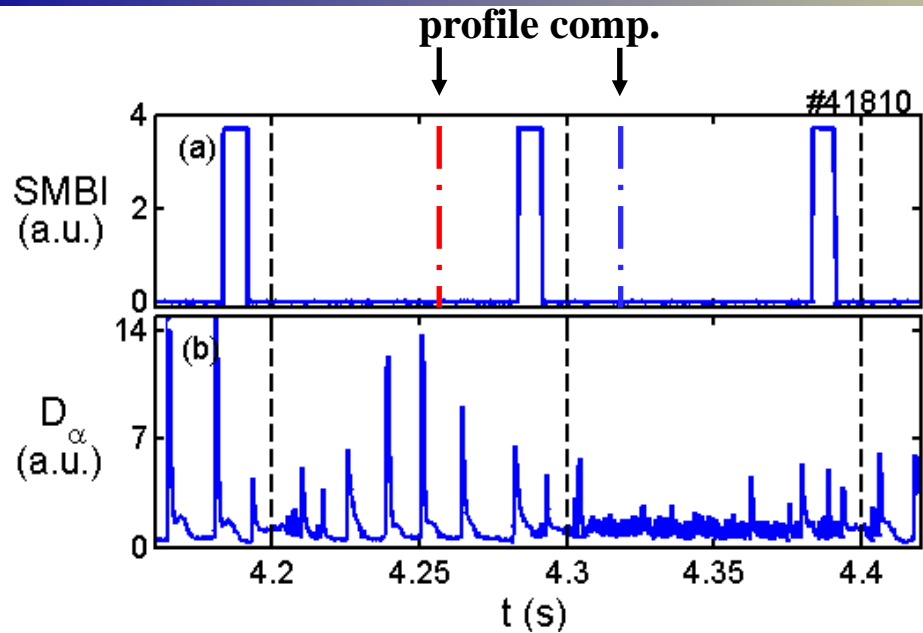 profile comp.
#41810
4
(a)
SMBI
(a.u.)
2
0
14
(b)
Dα
(a.u.)
7
0
4.2 4.25 4.3 4.35 4.4
t (s)